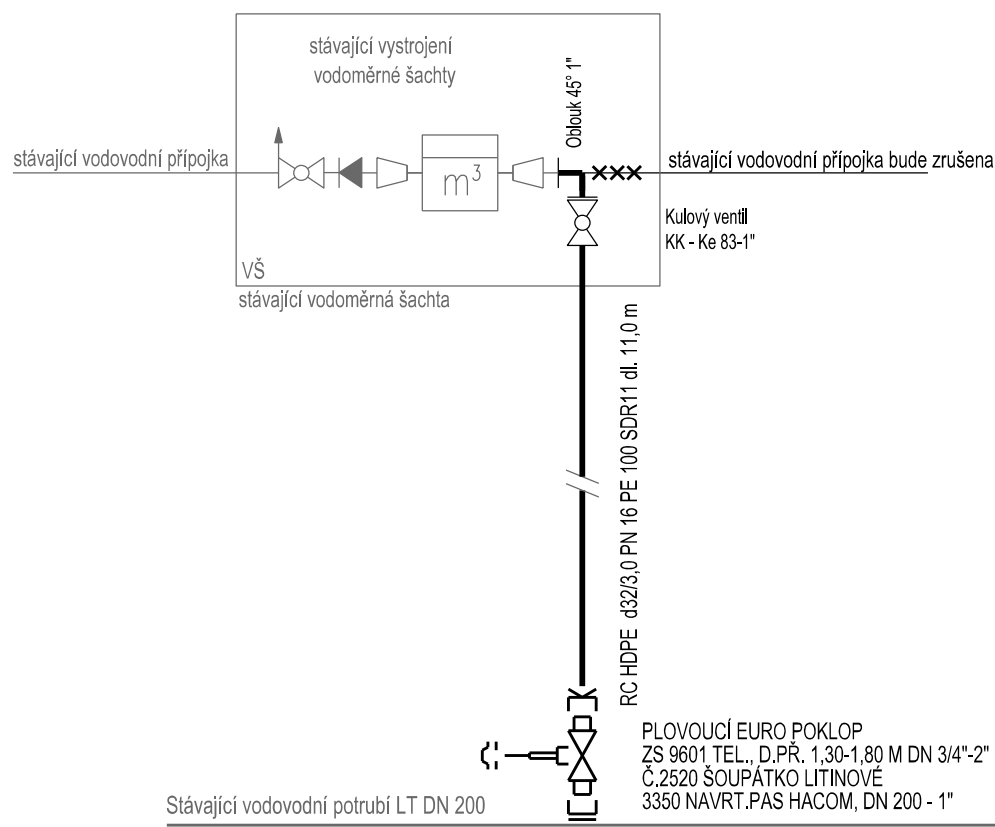 stávající vystrojení
vodoměrné šachty
Oblouk 45° 1"
stávající vodovodní přípojka
m³
stávající vodovodní přípojka bude zrušena
Kulový ventil
KK - Ke 83-1"
VŠ
stávající vodoměrná šachta
RC HDPE d32/3,0 PN 16 PE 100 SDR11 dl. 11,0 m
PLOVOUCÍ EURO POKLOP
ZS 9601 TEL., D.PŘ. 1,30-1,80 M DN 3/4"-2"
Č.2520 ŠOUPÁTKO LITINOVÉ
3350 NAVRT.PAS HACOM, DN 200 - 1"
Stávající vodovodní potrubí LT DN 200